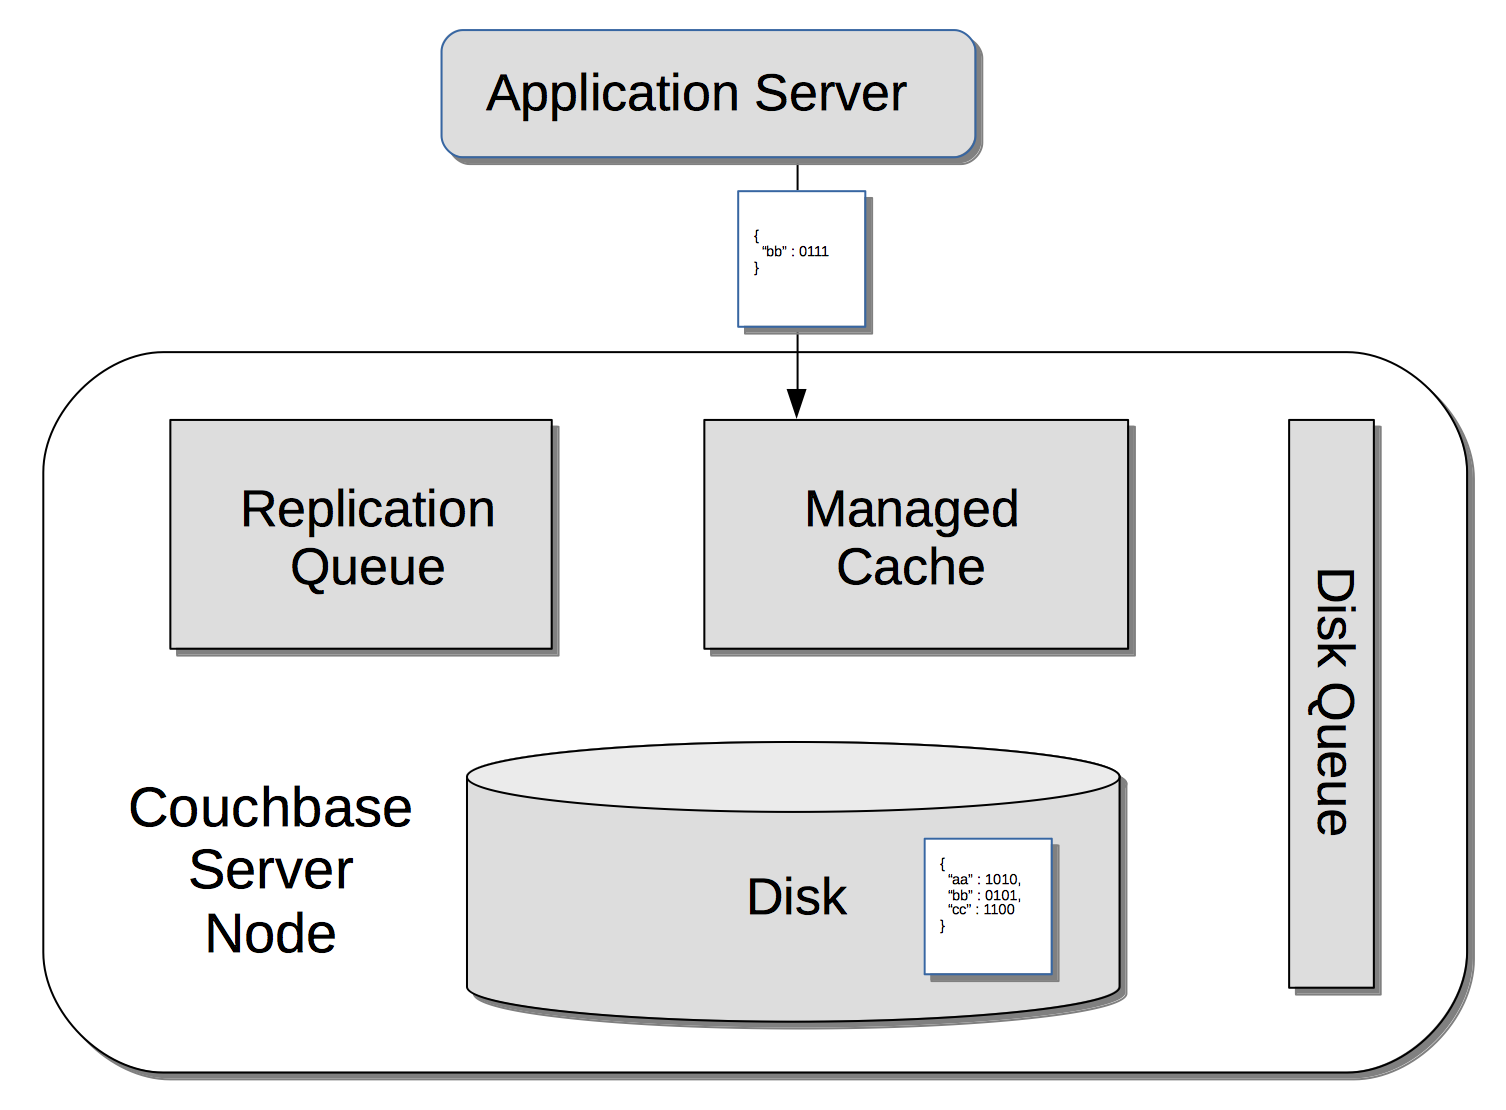 Application Server
{
“bb” : 0111
}
Replication
Queue
Managed
Cache
Disk Queue
Couchbase
Server
Node
Disk
{
“aa” : 1010,
“bb” : 0101,
“cc” : 1100
}